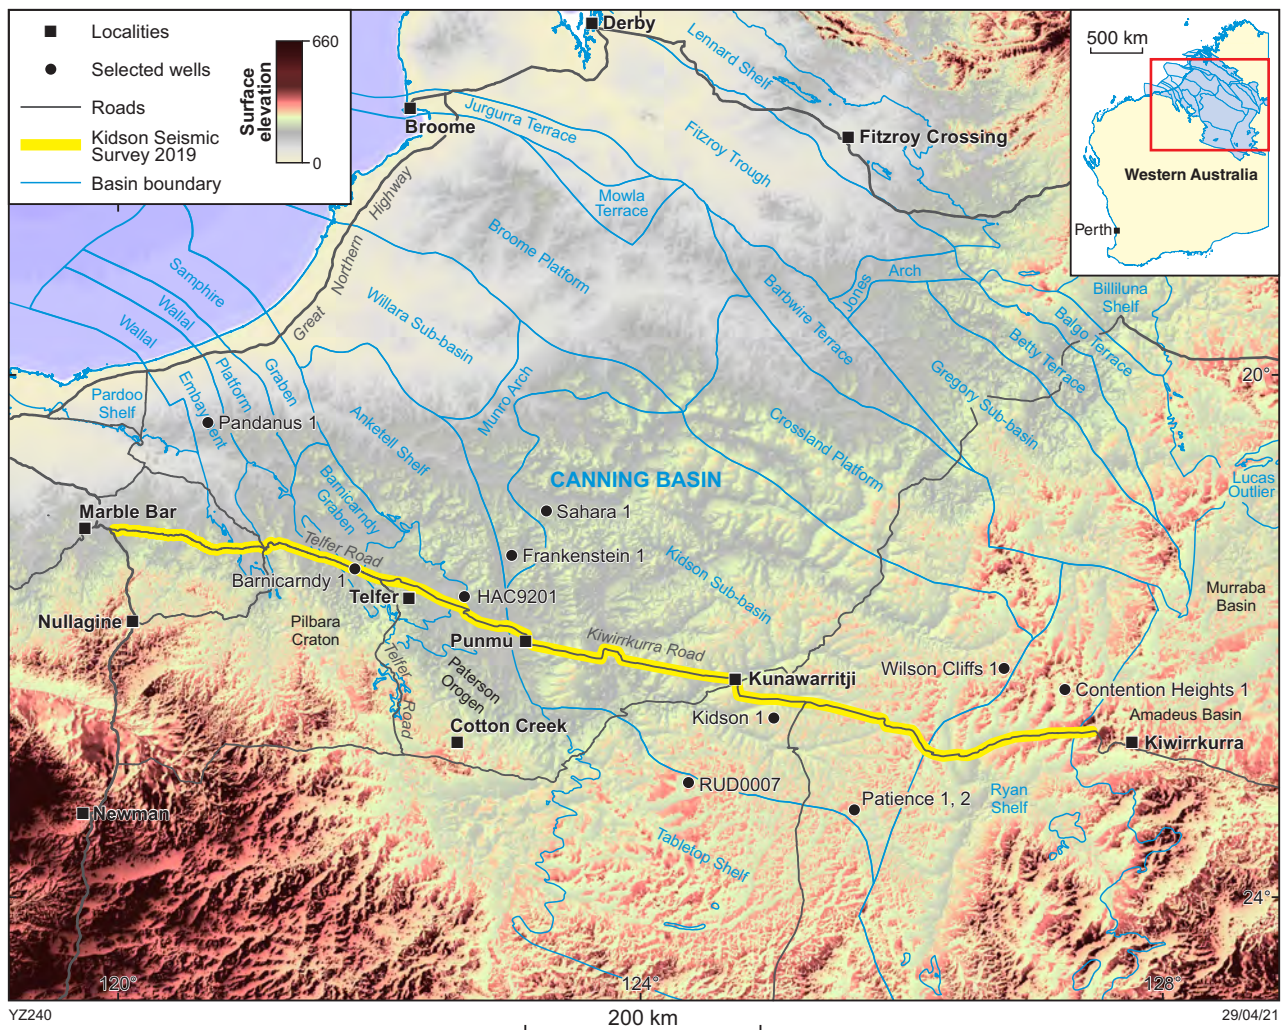 Localities
Selected wells
Roads
Kidson Seismic
Survey 2019
Basin boundary
Surface
elevation
660
0
Derby
Broome
Fitzroy Crossing
Lennard Shelf
Jurgurra Terrace
Fitzroy Trough
Mowla
Terrace
Broome Platform
Great Northern Highway
500 km
Western Australia
Perth
Samphire
Wallal
Wallal
Graben
Platform
Embayment
Willara Sub-basin
Barbwire Terrace
Jones
Arch
Billiluna
Shelf
Balgo Terrace
Betty Terrace
Gregory Sub-basin
20°
Pardoo
Shelf
Pandanus 1
Anketell Shelf
Munro Arch
Crossland Platform
CANNING BASIN
Lucas
Outlier
Barnicarndy
Graben
Marble Bar
Sahara 1
Telfer Road
Frankenstein 1
Kidson Sub-basin
Barnicarndy 1
Telfer
HAC9201
Murraba
Basin
Nullagine
Pilbara
Craton
Punmu
Kiwirrkurra Road
Telfer Road
Paterson
Orogen
Kunawarritji
Wilson Cliffs 1
Contention Heights 1
Kidson 1
Amadeus Basin
Cotton Creek
Kiwirrkurra
RUD0007
Patience 1, 2
Ryan
Shelf
Newman
Tabletop Shelf
24°
120°
124°
128°
YZ240
200 km
29/04/21